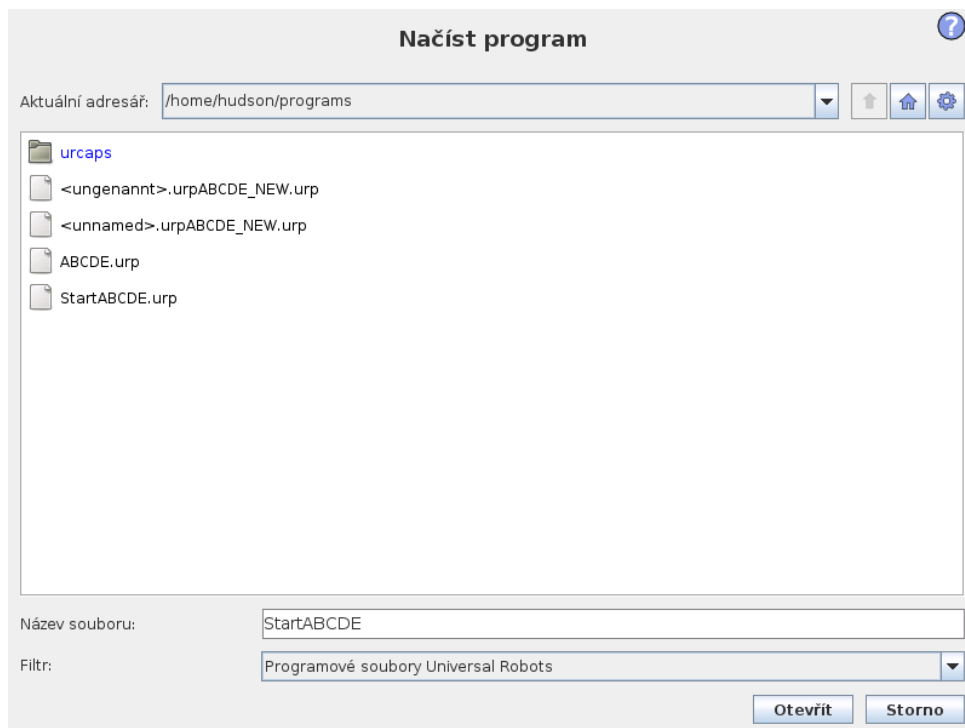 Načíst program
?
Aktuální adresář: /home/hudson/programs
urcaps
<ungenannt>.urpABCDE_NEW.urp
<unnamed>.urpABCDE_NEW.urp
ABCDE.urp
StartABCDE.urp
Název souboru: StartABCDE
Filtr: Programové soubory Universal Robots
Otevřít Storno